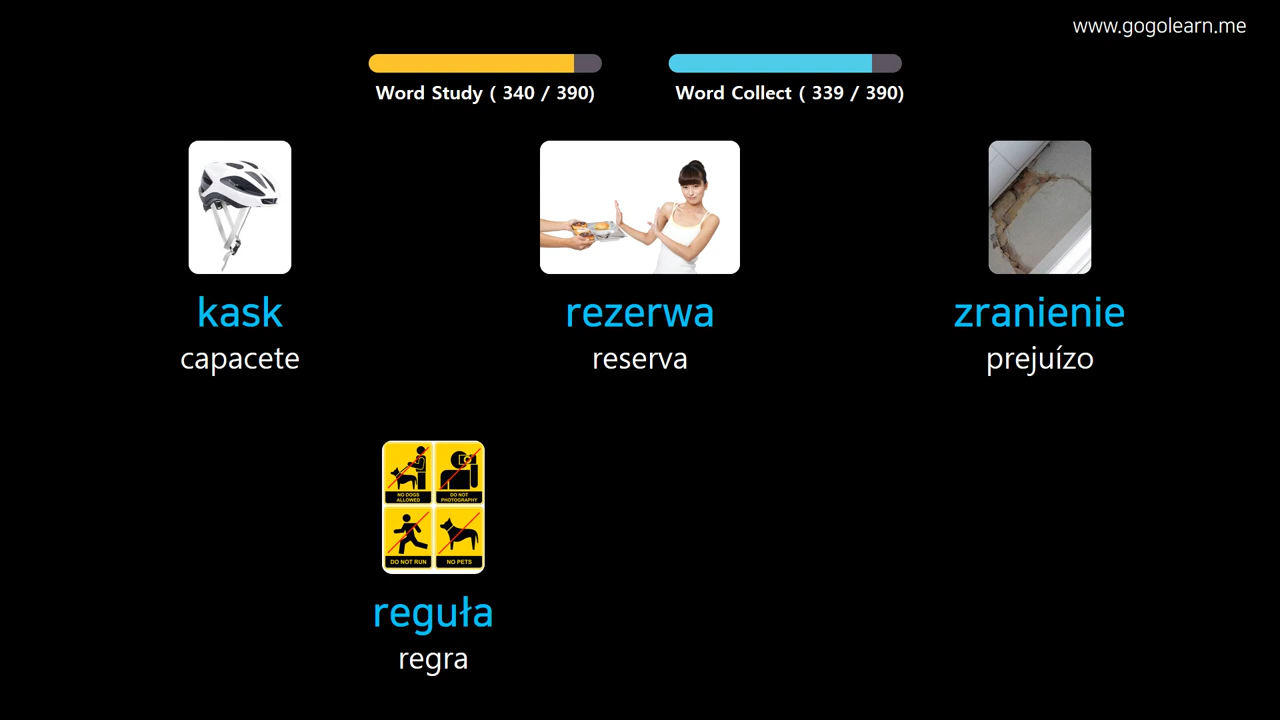 www.gogolearn.me
Word Study ( 340 / 390)
Word Collect ( 339 / 390)
kask
capacete
rezerwa
reserva
zranienie
prejuízo
NO DOGS
ALLOWED
DO NOT
PHOTOGRAPHY
DO NOT RUN
NO PETS
reguła
regra